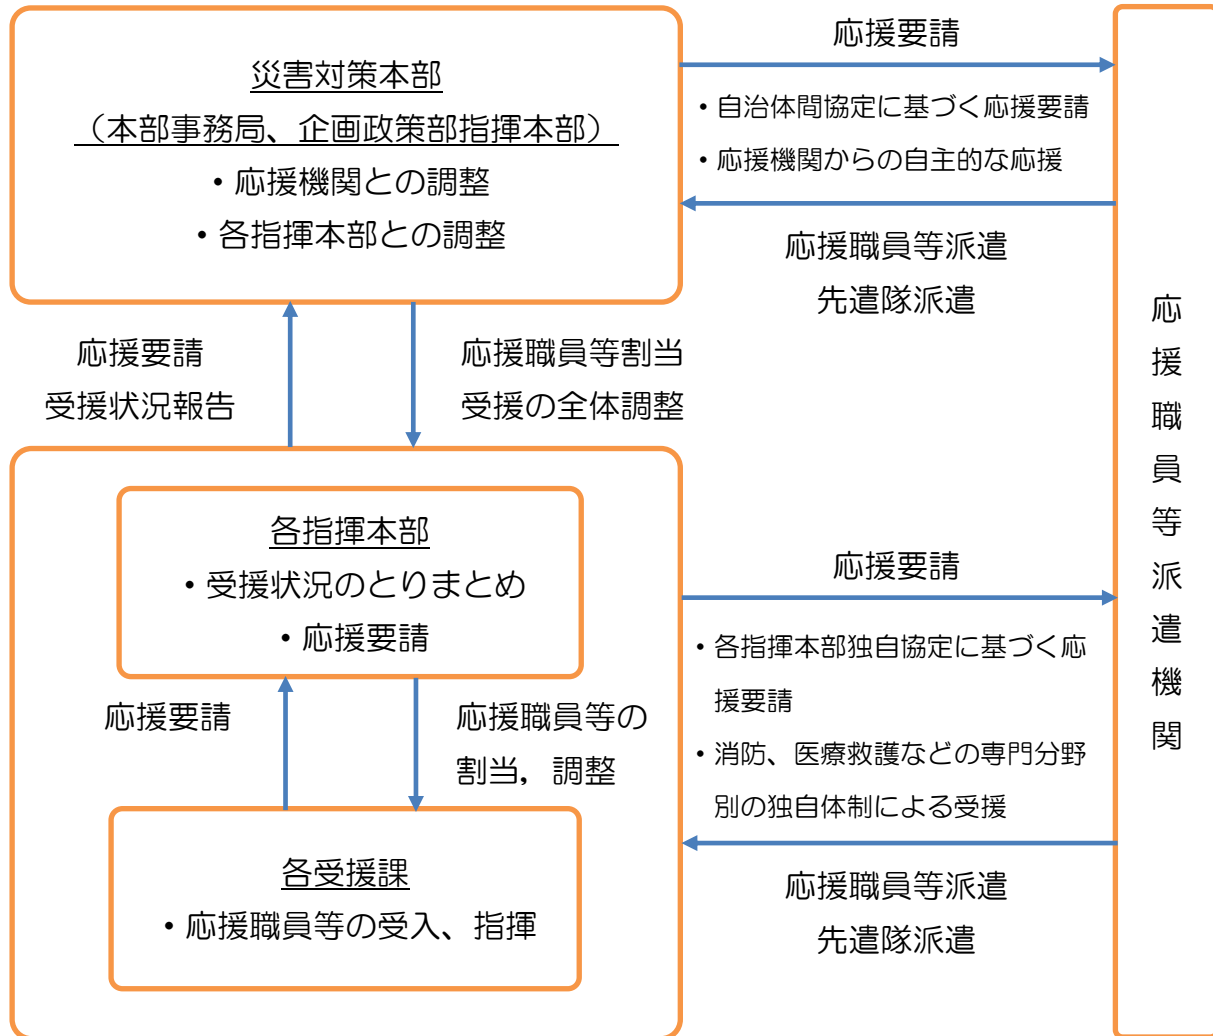 災害対策本部
(本部事務局、企画政策部指揮本部)
・応援機関との調整
・各指揮本部との調整
応援要請
・自治体間協定に基づく応援要請
・応援機関からの自主的な応援
応援職員等派遣
先遣隊派遣
応援要請
受援状況報告
応援職員等割当
受援の全体調整
各指揮本部
・受援状況のとりまとめ
・応援要請
応援要請
応援職員等の
割当，調整
各受援課
・応援職員等の受入、指揮
応援要請
・各指揮本部独自協定に基づく応
援要請
・消防、医療救護などの専門分野
別の独自体制による受援
応援職員等派遣
先遣隊派遣
応援職員等派遣機関